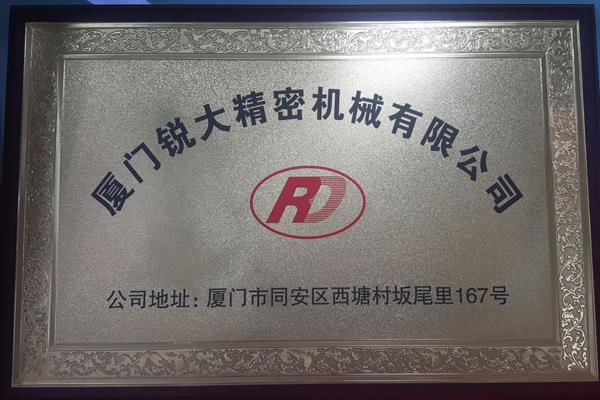 厦门锐大精密机械有限公司
RD
公司地址：厦门市同安区西塘村坂尾里167号